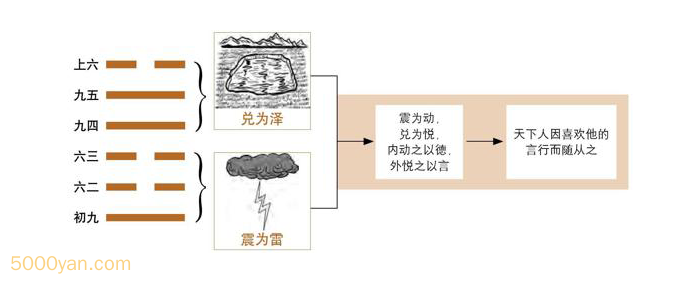 上六
九五
九四
六三
六二
初九
兑为泽
震为雷
震为动,
兑为悦,
内动之以德,
外悦之以言
天下人因喜欢他的
言行而随从之
5000yan.com